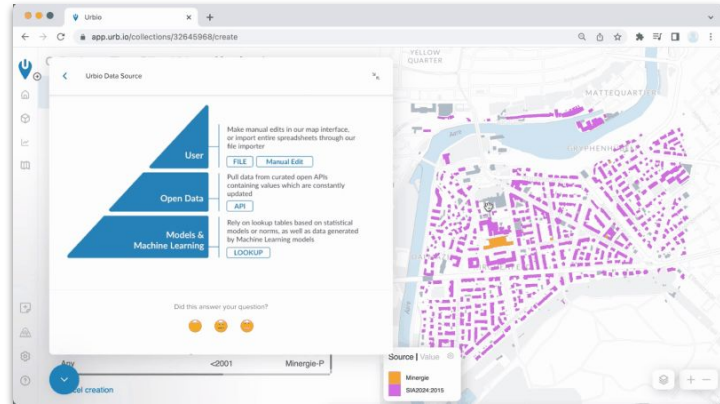 Urbio
app.urb.io/collections/32645968/create
Urbio Data Source
User
Make manual edits in our map interface,
or import entire spreadsheets through our
file importer
FILE
Manual Edit
Open Data
Pull data from curated open APIs
containing values which are constantly
updated
API
Models &
Machine Learning
Rely on lookup tables based on statistical
models or norms, as well as data generated
by Machine Learning models
LOOKUP
Did this answer your question?
Any <2001 Minergie-P
cel creation
YELLOW
QUARTER
MATTEQUARTIER
Aare
Source | Value
Minergie
SIA2024:2015